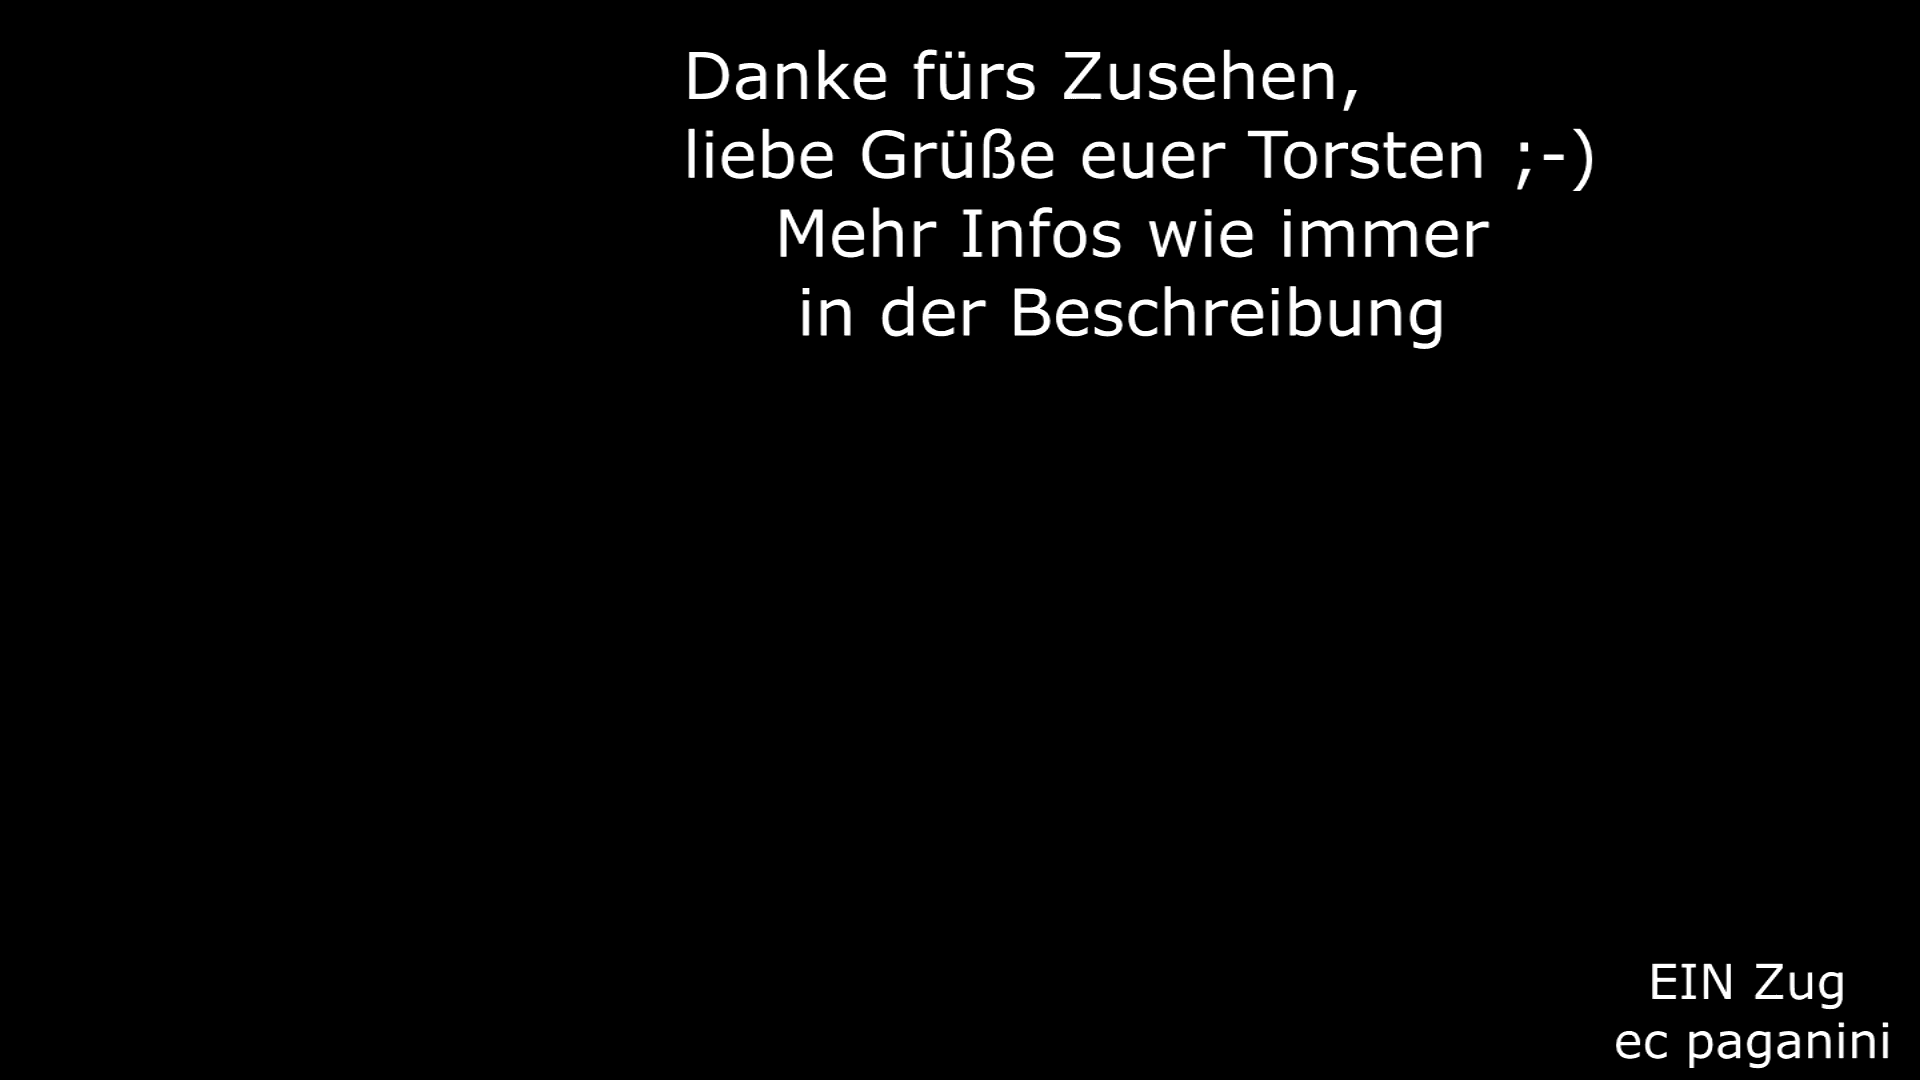 Danke fürs Zusehen,
liebe Grüße euer Torsten ;-)
Mehr Infos wie immer
in der Beschreibung
EIN Zug
ec paganini